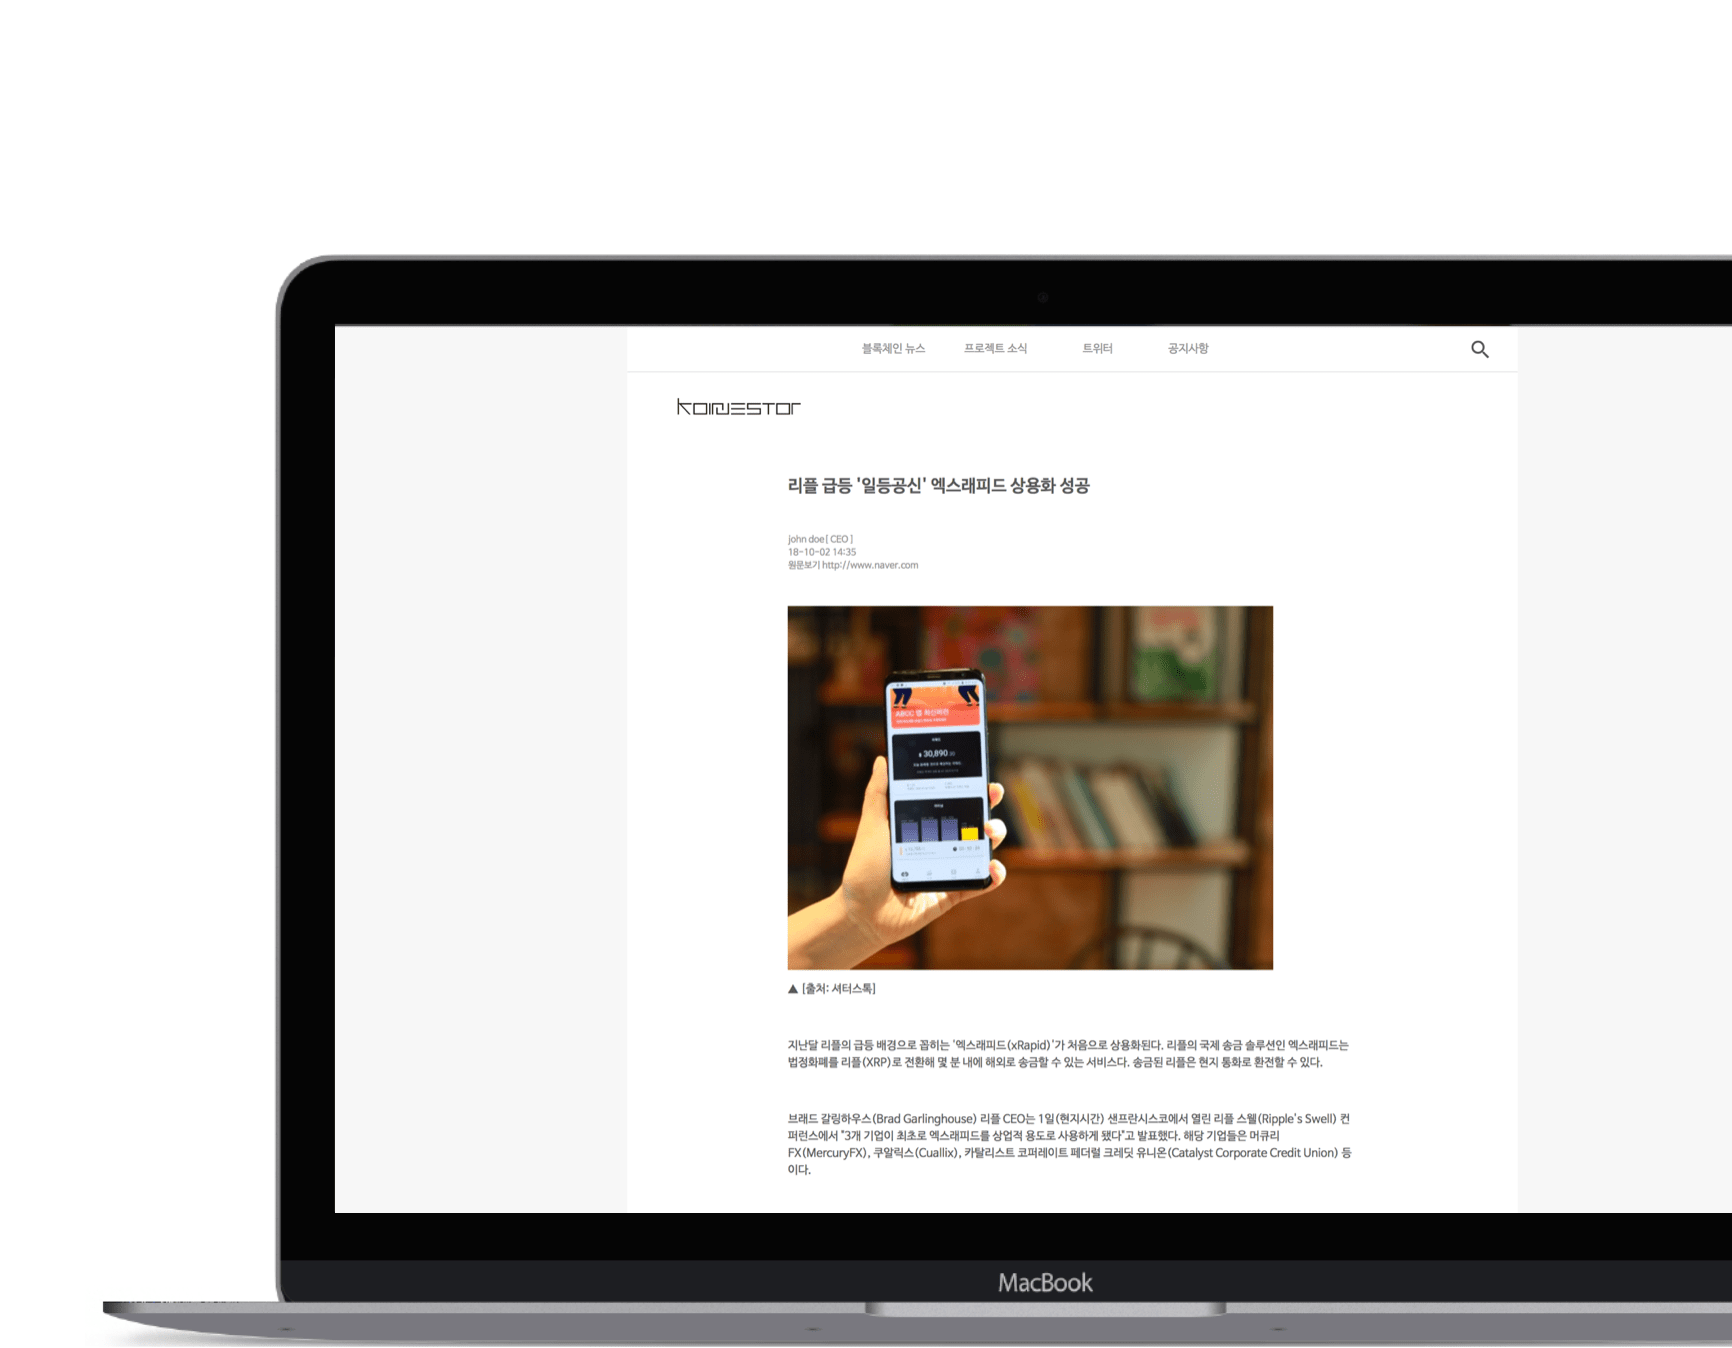 블록체인 뉴스 프로젝트 소식 트위터 공지사항
KOINESTOR
리플 급등 '일등공신' 엑스래피드 상용화 성공
john doe [ CEO ]
18-10-02 14:35
원문보기 http://www.naver.com
30,890
▲ [출처: 셔터스톡]
지난달 리플의 급등 배경으로 꼽히는 '엑스래피드(xRapid)'가 처음으로 상용화된다. 리플의 국제 송금 솔루션인 엑스래피드는
법정화폐를 리플(XRP)로 전환해 몇 분 내에 해외로 송금할 수 있는 서비스다. 송금된 리플은 현지 통화로 환전할 수 있다.
브래드 갈링하우스(Brad Garlinghouse) 리플 CEO는 1일(현지시간) 샌프란시스코에서 열린 리플 스웰(Ripple's Swell) 컨
퍼런스에서 "3개 기업이 최초로 엑스래피드를 상업적 용도로 사용하게 됐다"고 발표했다. 해당 기업들은 머큐리
FX(MercuryFX), 쿠알릭스(Cuallix), 카탈리스트 코퍼레이트 페더럴 크레딧 유니온(Catalyst Corporate Credit Union) 등
이다.
MacBook